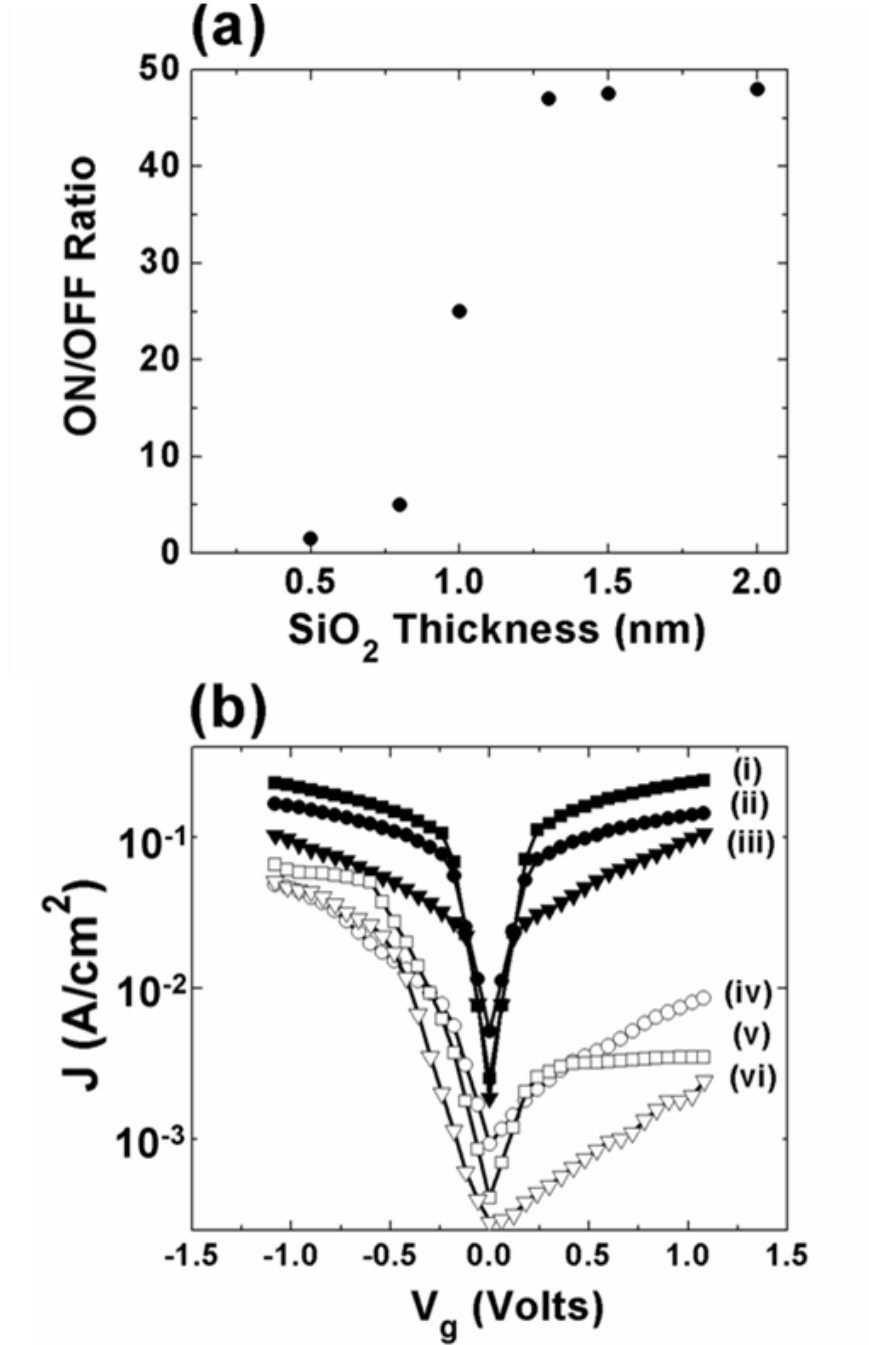 (a)
50
40
30
20
10
0
ON/OFF Ratio
0.5 1.0 1.5 2.0
SiO2 Thickness (nm)
(b)
(i)
(ii)
(iii)
(iv)
(v)
(vi)
10-1
10-2
10-3
J (A/cm2)
-1.5 -1.0 -0.5 0.0 0.5 1.0 1.5
Vg (Volts)